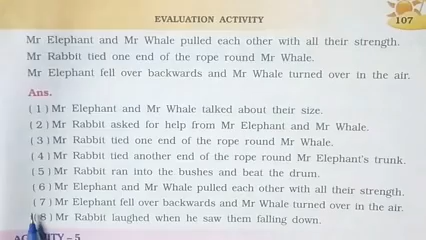 EVALUATION ACTIVITY
107
Mr Elephant and Mr Whale pulled each other with all their strength.
Mr Rabbit tied one end of the rope round Mr Whale.
Mr Elephant fell over backwards and Mr Whale turned over in the air.
Ans.
(1) Mr Elephant and Mr Whale talked about their size.
(2) Mr Rabbit asked for help from Mr Elephant and Mr Whale.
(3) Mr Rabbit tied one end of the rope round Mr Whale.
(4) Mr Rabbit tied another end of the rope round Mr Elephant's trunk.
(5) Mr Rabbit ran into the bushes and beat the drum.
(6) Mr Elephant and Mr Whale pulled each other with all their strength.
(7) Mr Elephant fell over backwards and Mr Whale turned over in the air.
(8) Mr Rabbit laughed when he saw them falling down.
5